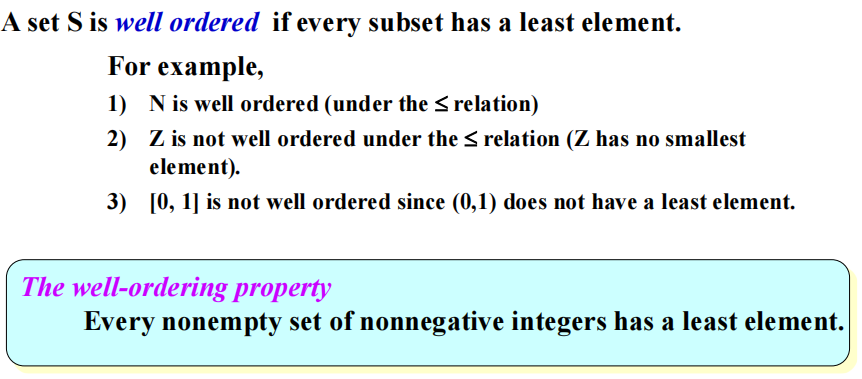 A set S is well ordered if every subset has a least element.
For example,
1) N is well ordered (under the ≤ relation)
2) Z is not well ordered under the ≤ relation (Z has no smallest
element).
3) [0, 1] is not well ordered since (0,1) does not have a least element.
The well-ordering property
Every nonempty set of nonnegative integers has a least element.